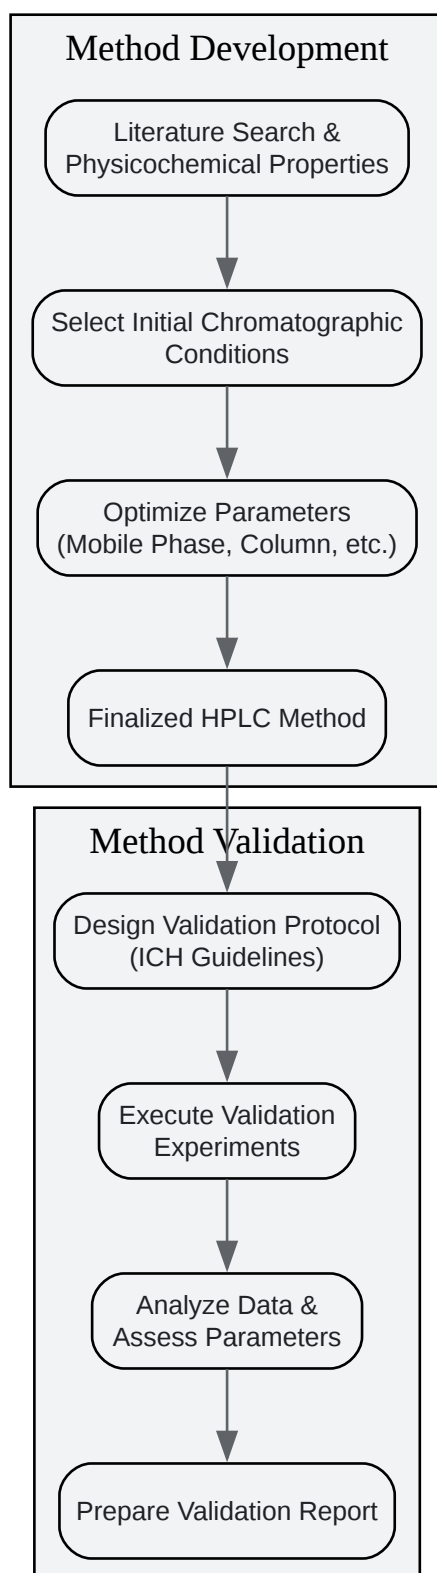 Method Development
Literature Search &
Physicochemical Properties
Select Initial Chromatographic
Conditions
Optimize Parameters
(Mobile Phase, Column, etc.)
Finalized HPLC Method
Method Validation
Design Validation Protocol
(ICH Guidelines)
Execute Validation
Experiments
Analyze Data &
Assess Parameters
Prepare Validation Report